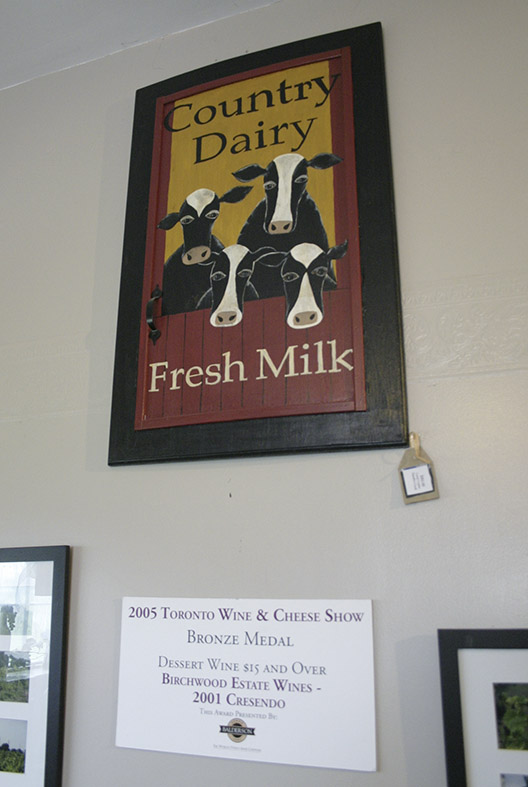 Country
Dairy
Fresh Milk
2005 Toronto Wine & Cheese Show
Bronze Medal
Dessert Wine $15 and Over
Birchwood Estate Wines -
2001 Cresendo
This Award Presented By:
BALDERSON